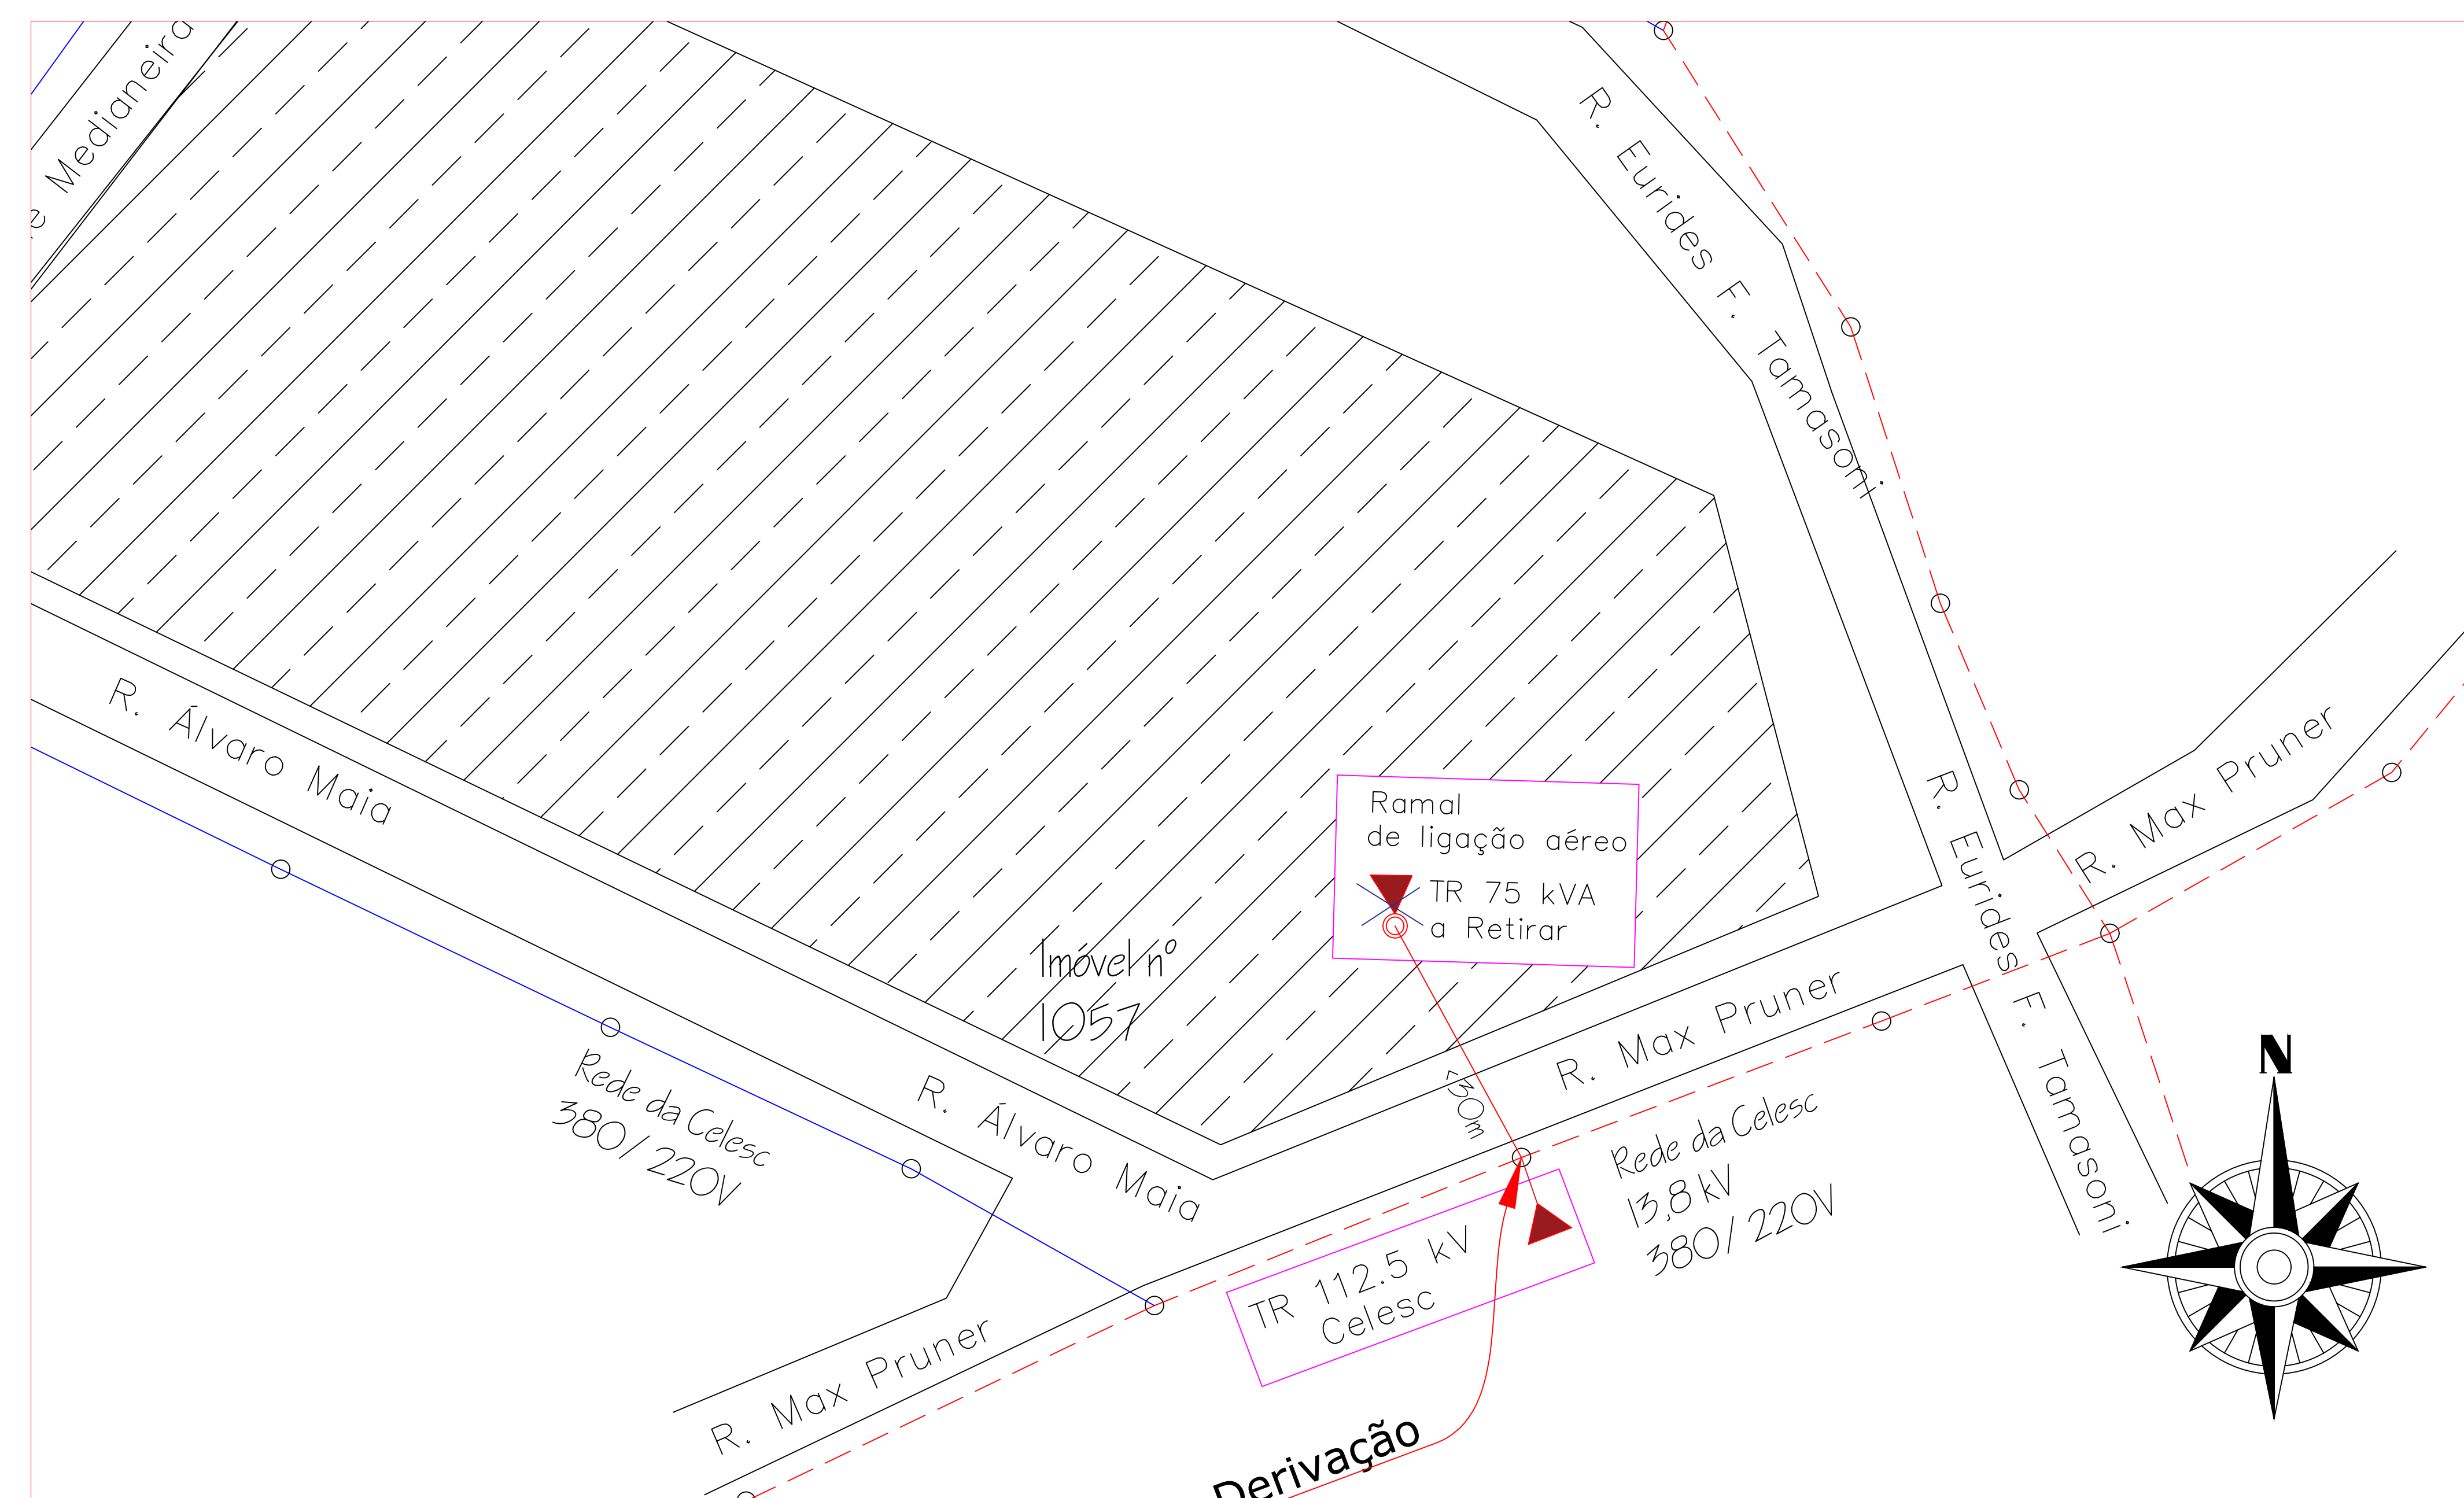 e Medianeira
R. Eurides F. Tamasoni
R. Álvaro Maia
R. Max Pruner
Ramal
de ligação aéreo
TR 75 kVA
a Retirar
Imóvel nº
1057
R. Eurides F. Tamasoni
R. Max Pruner
~30m
N
Rede da Celesc
380/ 220V
R. Álvaro Maia
Rede da Celesc
13,8 kV
380/ 220V
TR 112.5 kV
Celesc
R. Max Pruner
Derivação